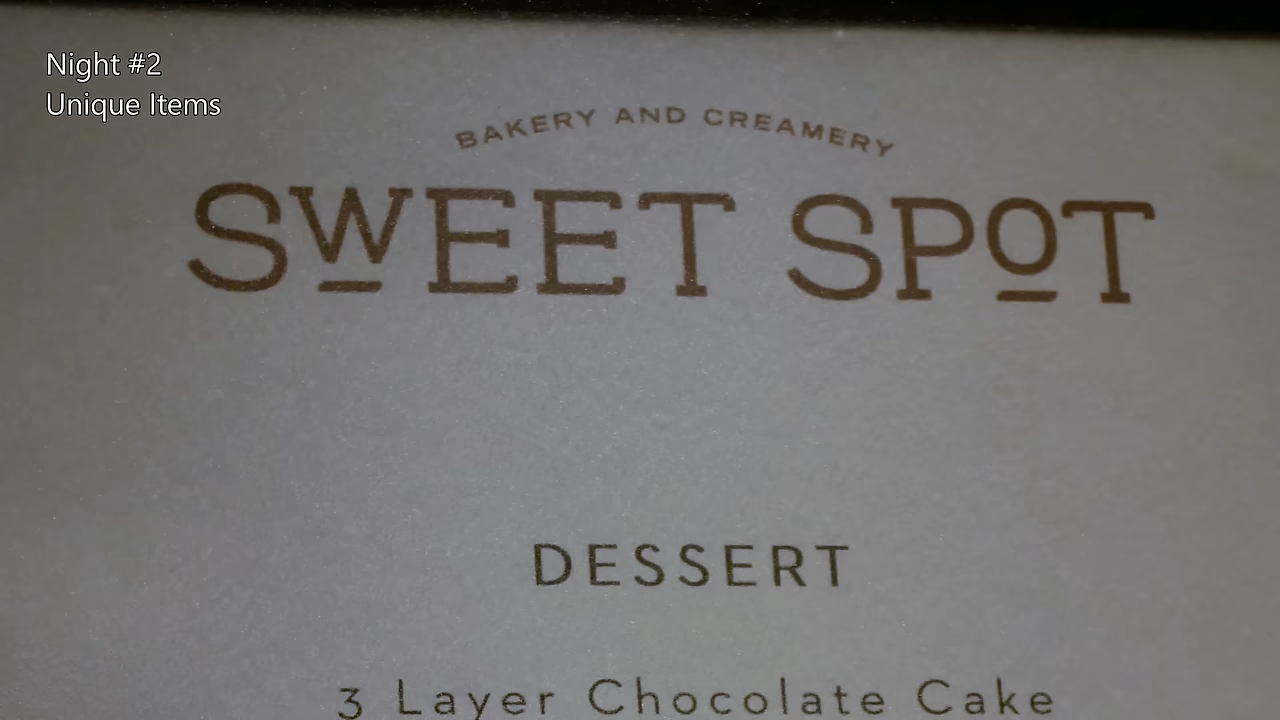 Night #2
Unique Items
BAKERY AND CREAMERY
SWEET SPOT
DESSERT
3 Layer Chocolate Cake